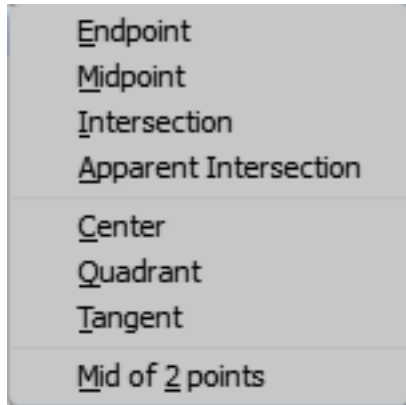 Endpoint
Midpoint
Intersection
Apparent Intersection
Center
Quadrant
Tangent
Mid of 2 points